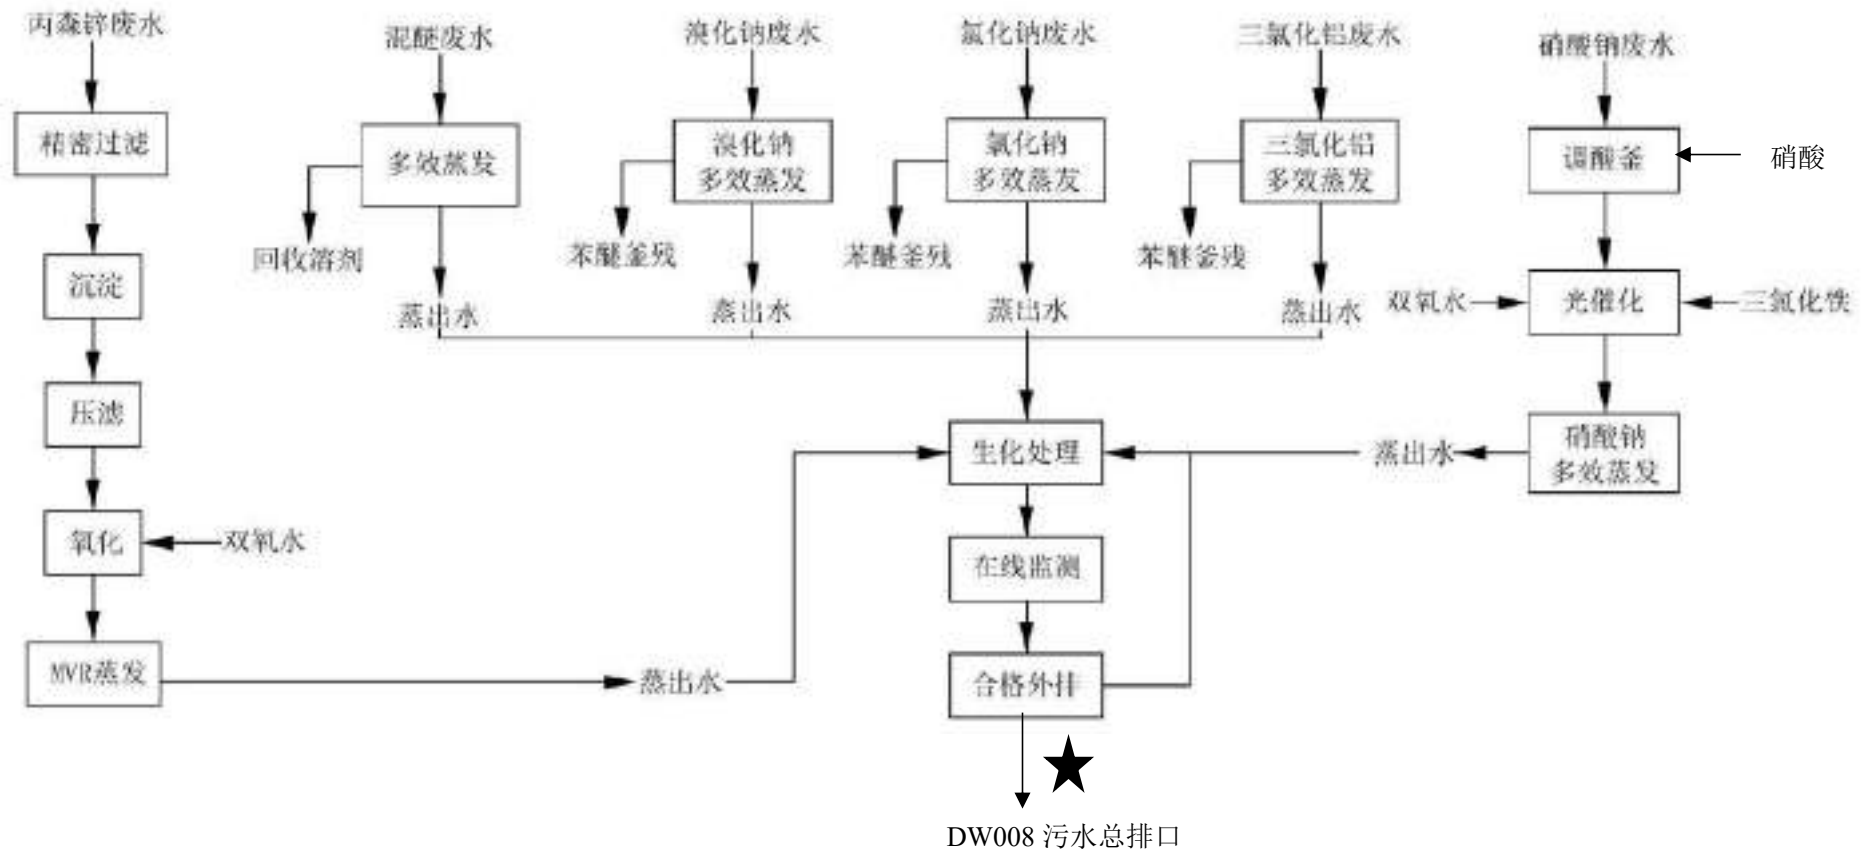 丙森锌废水
混醚废水
溴化钠废水
氯化钠废水
三氯化铝废水
硝酸钠废水
精密过滤
多效蒸发
溴化钠
多效蒸发
氯化钠
多效蒸发
三氯化铝
多效蒸发
调酸釜
硝酸
回收溶剂
苯醚釜残
苯醚釜残
苯醚釜残
沉淀
蒸出水
蒸出水
蒸出水
蒸出水
双氧水
光催化
三氯化铁
压滤
生化处理
蒸出水
硝酸钠
多效蒸发
氧化
双氧水
在线监测
MVR蒸发
蒸出水
合格外排
DW008 污水总排口